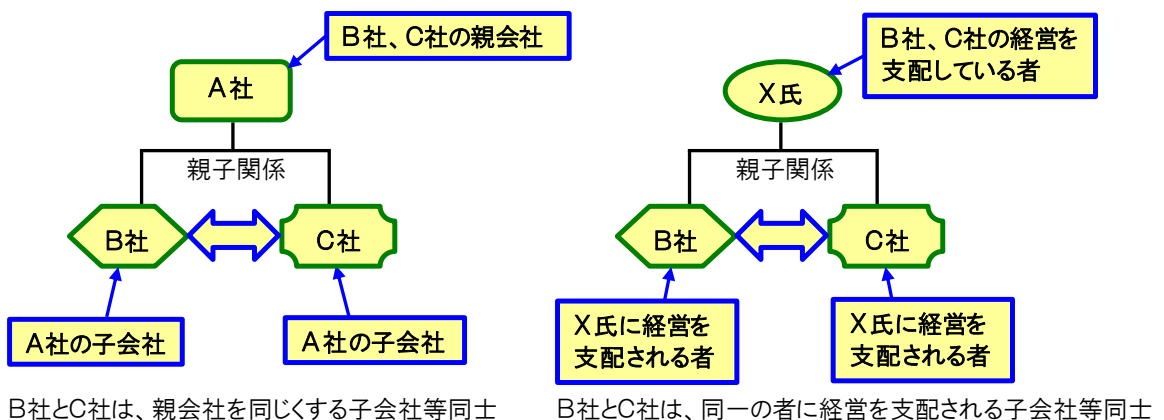 B社、C社の親会社
A社
親子関係
B社
C社
A社の子会社
A社の子会社
B社とC社は、親会社を同じくする子会社等同士
B社、C社の経営を
支配している者
X氏
親子関係
B社
C社
X氏に経営を
支配される者
X氏に経営を
支配される者
B社とC社は、同一の者に経営を支配される子会社等同士